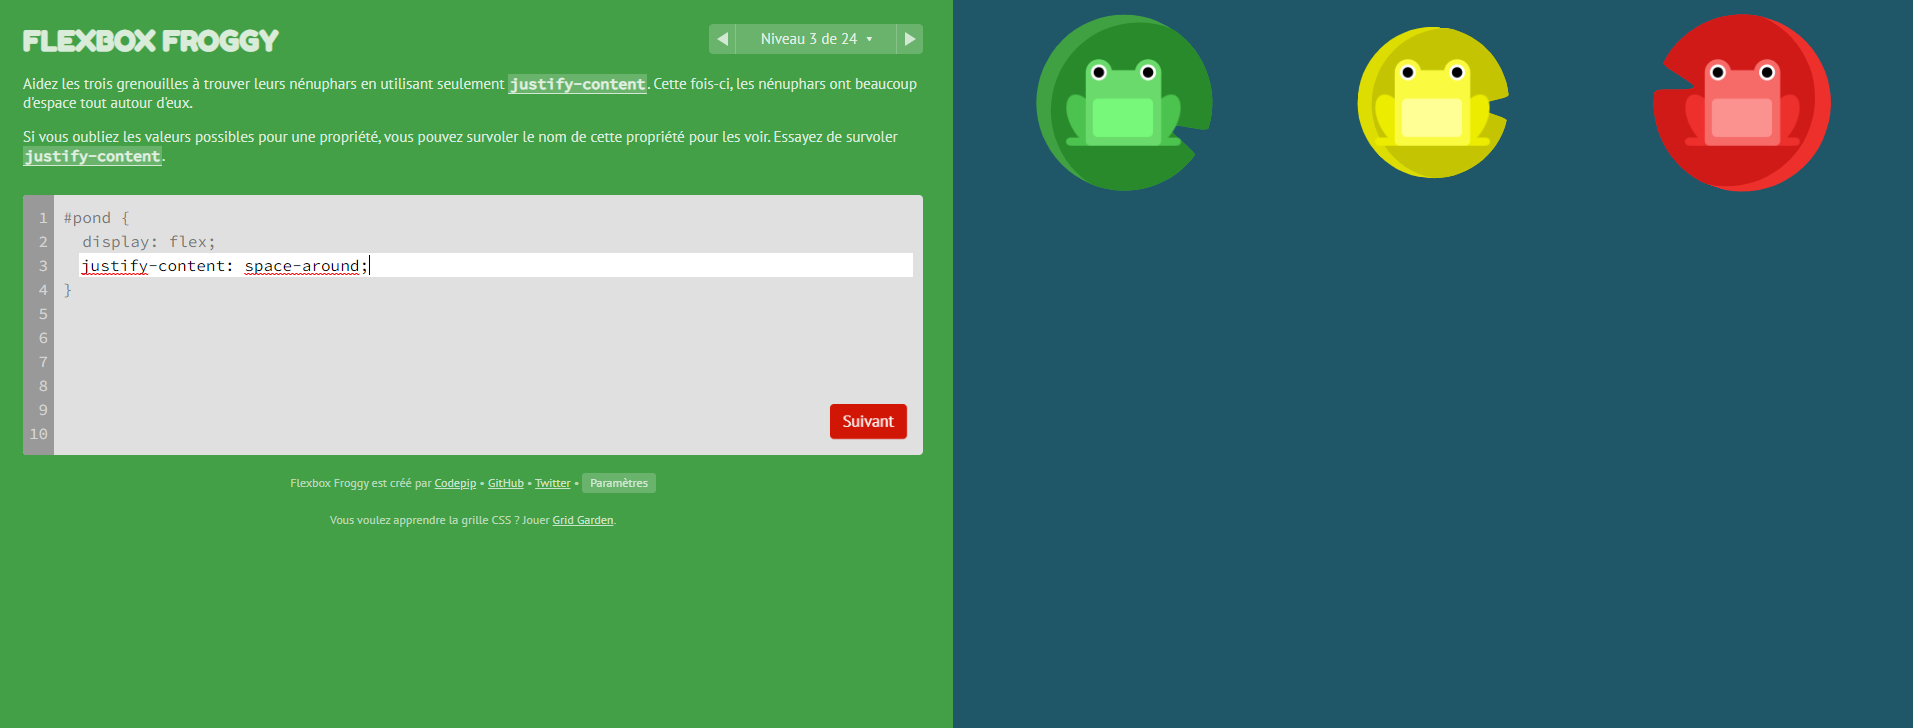 FLEXBOX FROGGY
Niveau 3 de 24
Aidez les trois grenouilles à trouver leurs nénuphars en utilisant seulement justify-content. Cette fois-ci, les nénuphars ont beaucoup
d'espace tout autour d'eux.
Si vous oubliez les valeurs possibles pour une propriété, vous pouvez survoler le nom de cette propriété pour les voir. Essayez de survoler
justify-content.
1 #pond {
2 display: flex;
3 justify-content: space-around;
4 }
5
6
7
8
9
10
Suivant
Flexbox Froggy est créé par Codepip • GitHub • Twitter • Paramètres
Vous voulez apprendre la grille CSS ? Jouer Grid Garden.